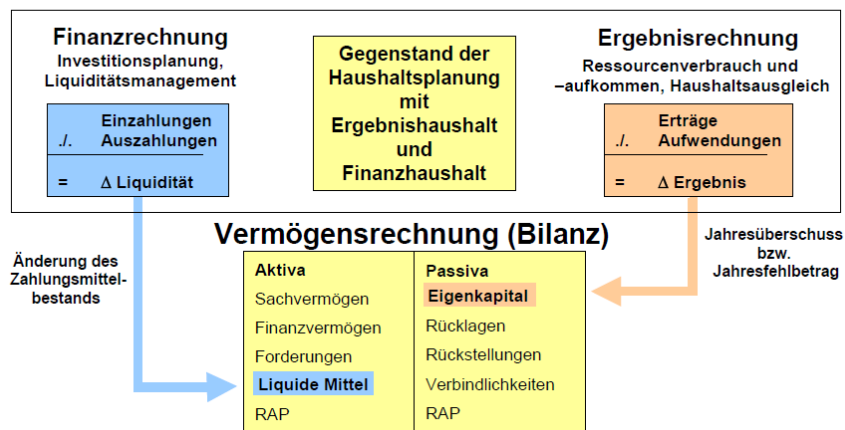 Finanzrechnung
Investitionsplanung,
Liquiditätsmanagement
Einzahlungen
./. Auszahlungen
= Δ Liquidität
Gegenstand der
Haushaltsplanung
mit
Ergebnishaushalt
und
Finanzhaushalt
Ergebnisrechnung
Ressourcenverbrauch und
–aufkommen, Haushaltsausgleich
Erträge
./. Aufwendungen
= Δ Ergebnis
Änderung des
Zahlungsmittel-
bestands
Vermögensrechnung (Bilanz)
Aktiva
Sachvermögen
Finanzvermögen
Forderungen
Liquide Mittel
RAP
Passiva
Eigenkapital
Rücklagen
Rückstellungen
Verbindlichkeiten
RAP
Jahresüberschuss
bzw.
Jahresfehlbetrag